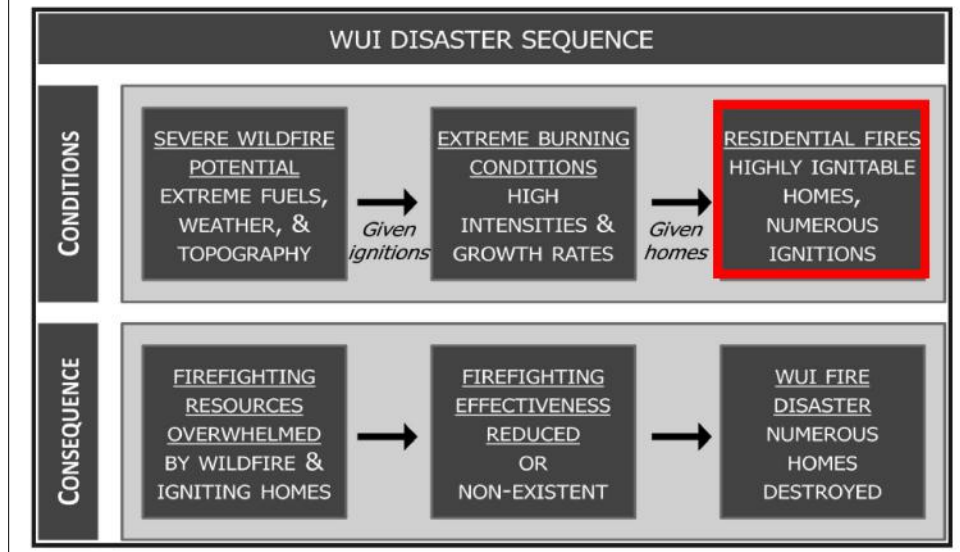 WUI DISASTER SEQUENCE
CONDITIONS
SEVERE WILDFIRE
POTENTIAL
EXTREME FUELS,
WEATHER, &
TOPOGRAPHY
Given
ignitions
EXTREME BURNING
CONDITIONS
HIGH
INTENSITIES &
GROWTH RATES
Given
homes
RESIDENTIAL FIRES
HIGHLY IGNITABLE
HOMES,
NUMEROUS
IGNITIONS
CONSEQUENCE
FIREFIGHTING
RESOURCES
OVERWHELMED
BY WILDFIRE &
IGNITING HOMES
FIREFIGHTING
EFFECTIVENESS
REDUCED
OR
NON-EXISTENT
WUI FIRE
DISASTER
NUMEROUS
HOMES
DESTROYED